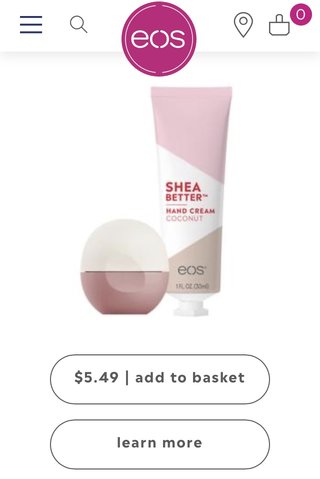 eos
0
SHEA
BETTER™
HAND CREAM
COCONUT
eos®
1 FL OZ. (30ml)
$5.49 | add to basket
learn more